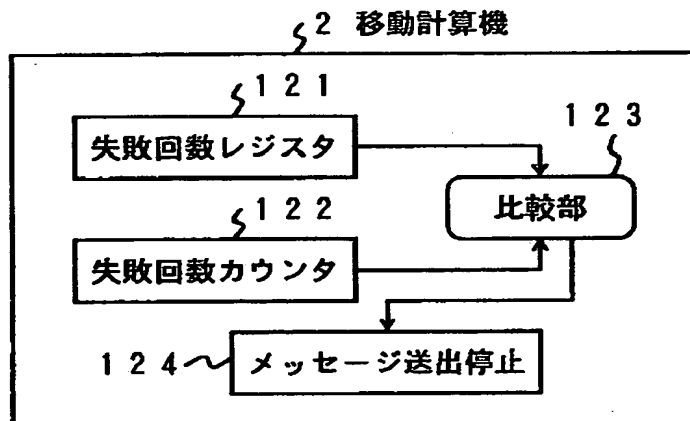 2 移動計算機
121
失敗回数レジスタ
123
比較部
122
失敗回数カウンタ
124
メッセージ送出停止